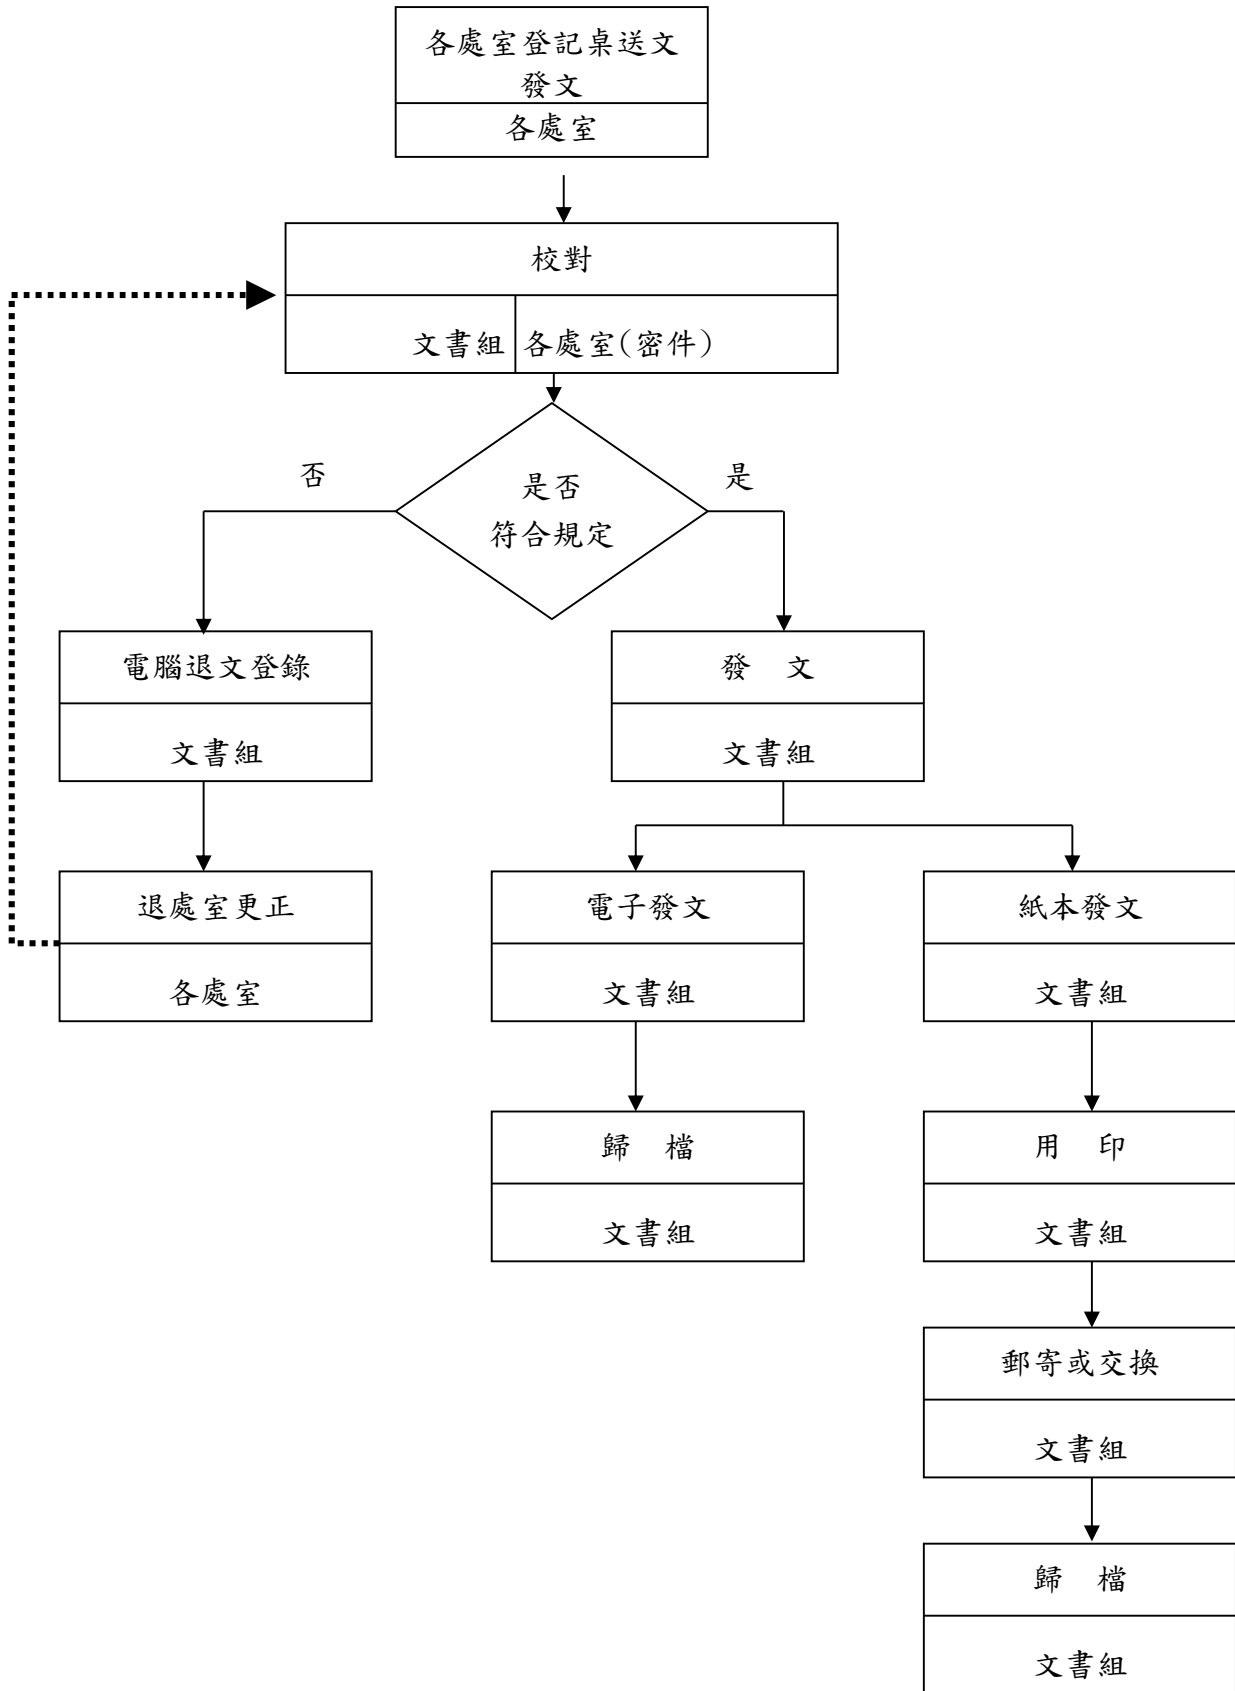 各處室登記桌送文
發文
各處室
校對
文書組
各處室(密件)
否
是
是否
符合規定
電腦退文登錄
文書組
發　文
文書組
退處室更正
各處室
電子發文
文書組
紙本發文
文書組
歸　檔
文書組
用　印
文書組
郵寄或交換
文書組
歸　檔
文書組